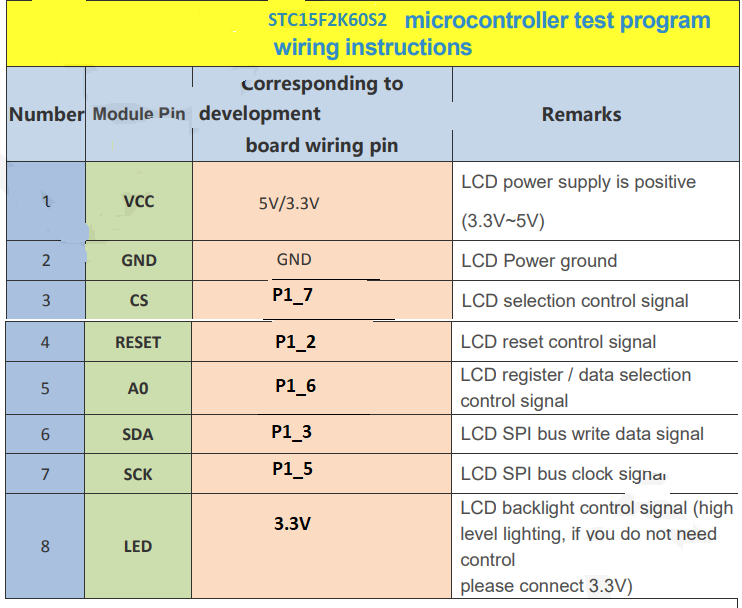 STC15F2K60S2 microcontroller test program
wiring instructions
Number Module Pin Corresponding to
development
board wiring pin Remarks
1 VCC 5V/3.3V LCD power supply is positive
(3.3V~5V)
2 GND GND LCD Power ground
3 CS P1_7 LCD selection control signal
4 RESET P1_2 LCD reset control signal
5 A0 P1_6 LCD register / data selection
control signal
6 SDA P1_3 LCD SPI bus write data signal
7 SCK P1_5 LCD SPI bus clock signal
8 LED 3.3V LCD backlight control signal (high
level lighting, if you do not need
control
please connect 3.3V)